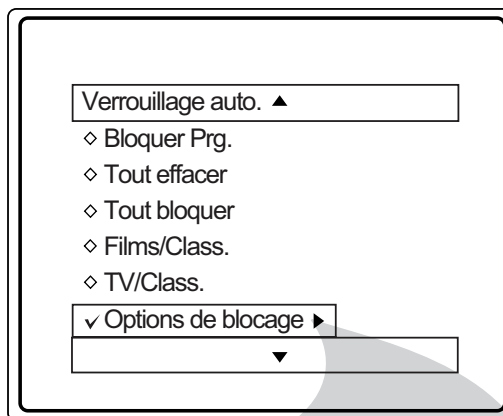 Verrouillage auto.
Bloquer Prg.
Tout effacer
Tout bloquer
Films/Class.
TV/Class.
Options de blocage